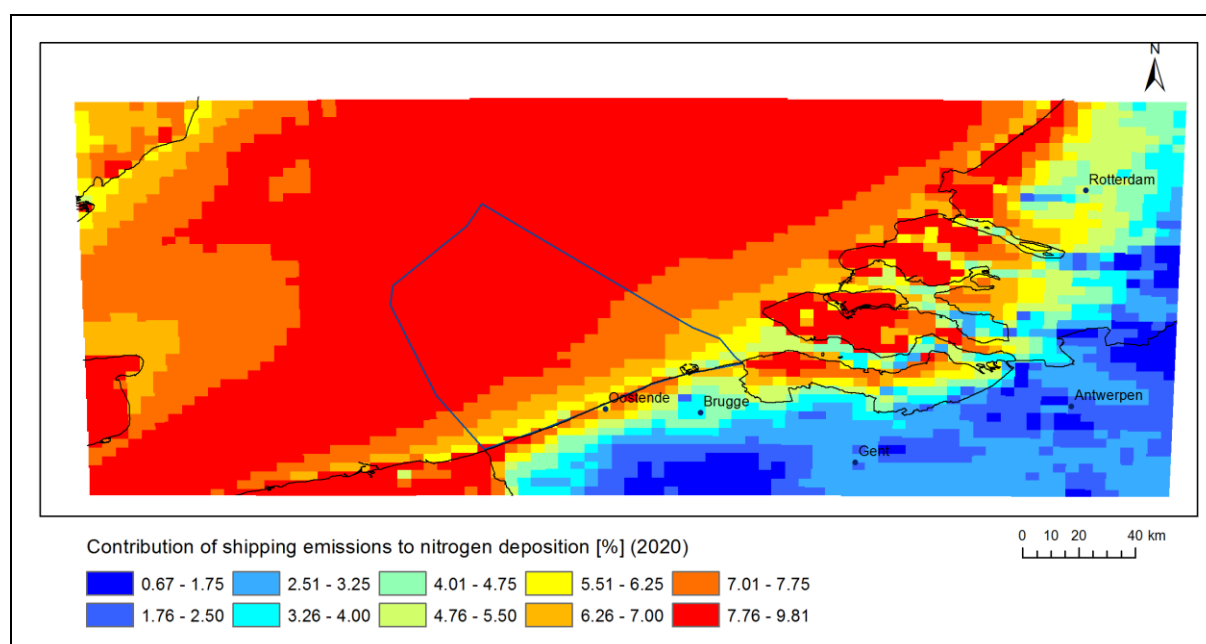 N
Rotterdam
Oostende
Brugge
Antwerpen
Gent
Contribution of shipping emissions to nitrogen deposition [%] (2020)
0 10 20 40 km
0.67 - 1.75 2.51 - 3.25 4.01 - 4.75 5.51 - 6.25 7.01 - 7.75
1.76 - 2.50 3.26 - 4.00 4.76 - 5.50 6.26 - 7.00 7.76 - 9.81